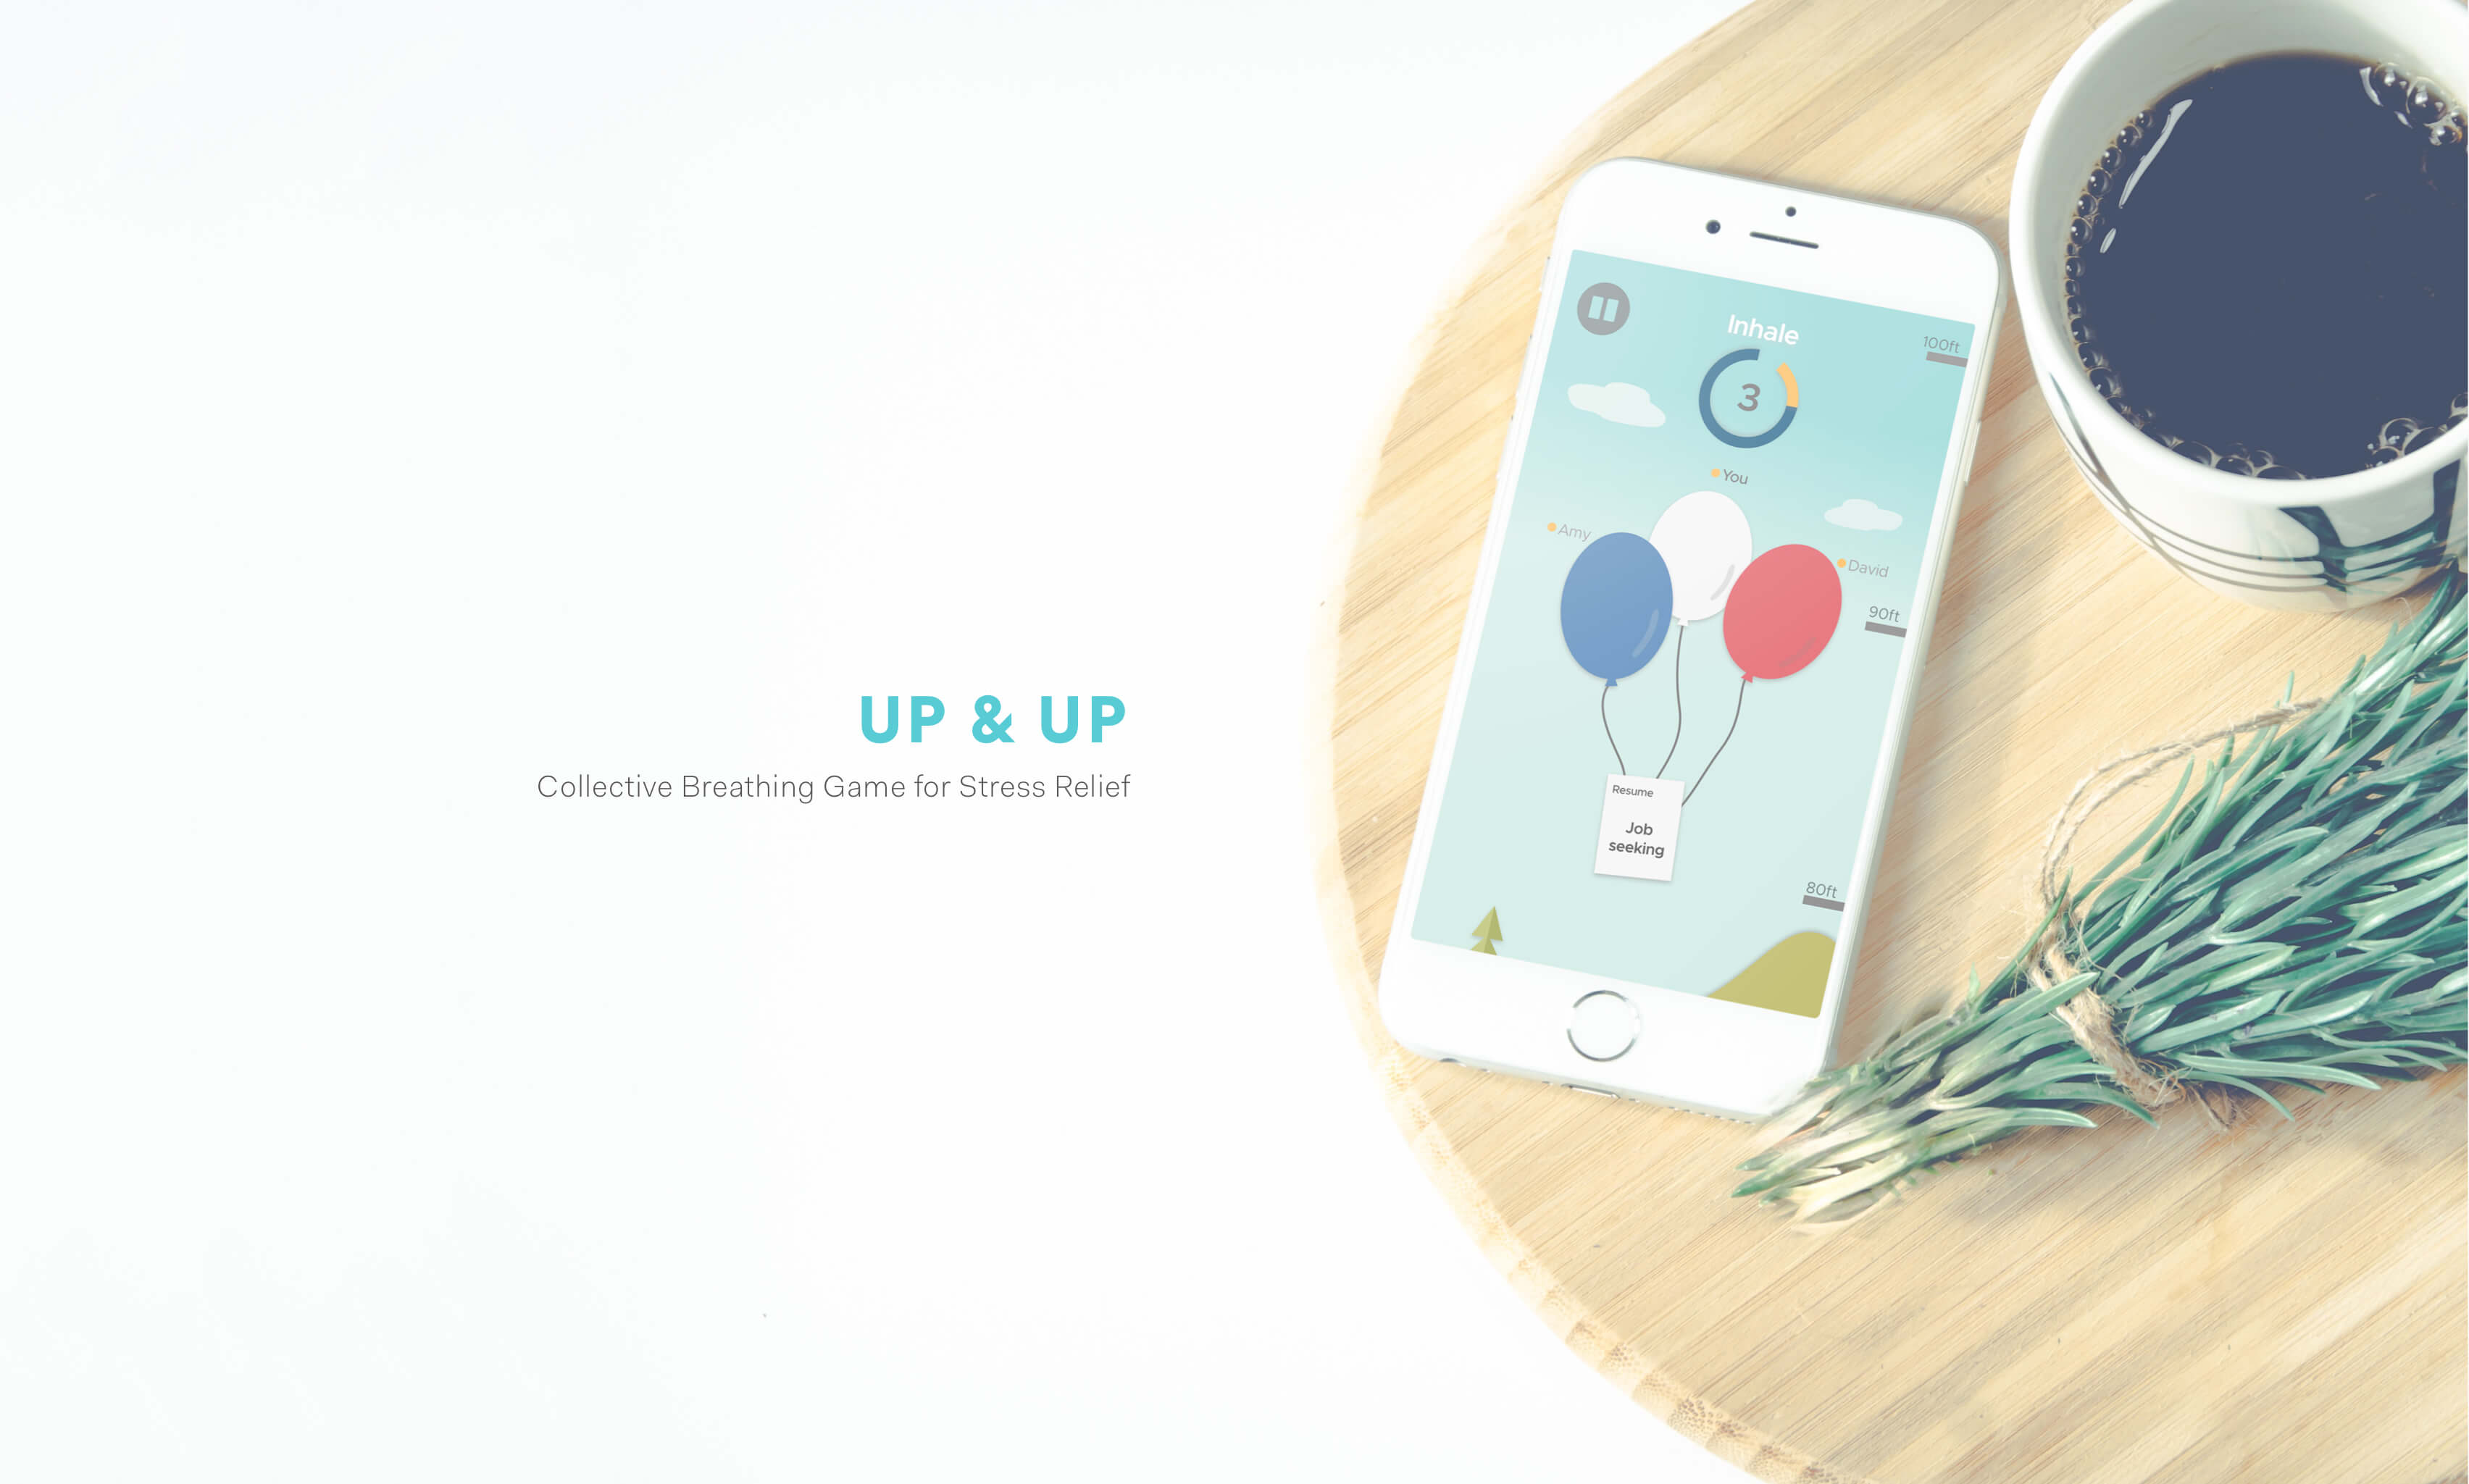 UP & UP
Collective Breathing Game for Stress Relief
Inhale
100ft
3
You
Amy
David
90ft
Resume
Job
seeking
80ft